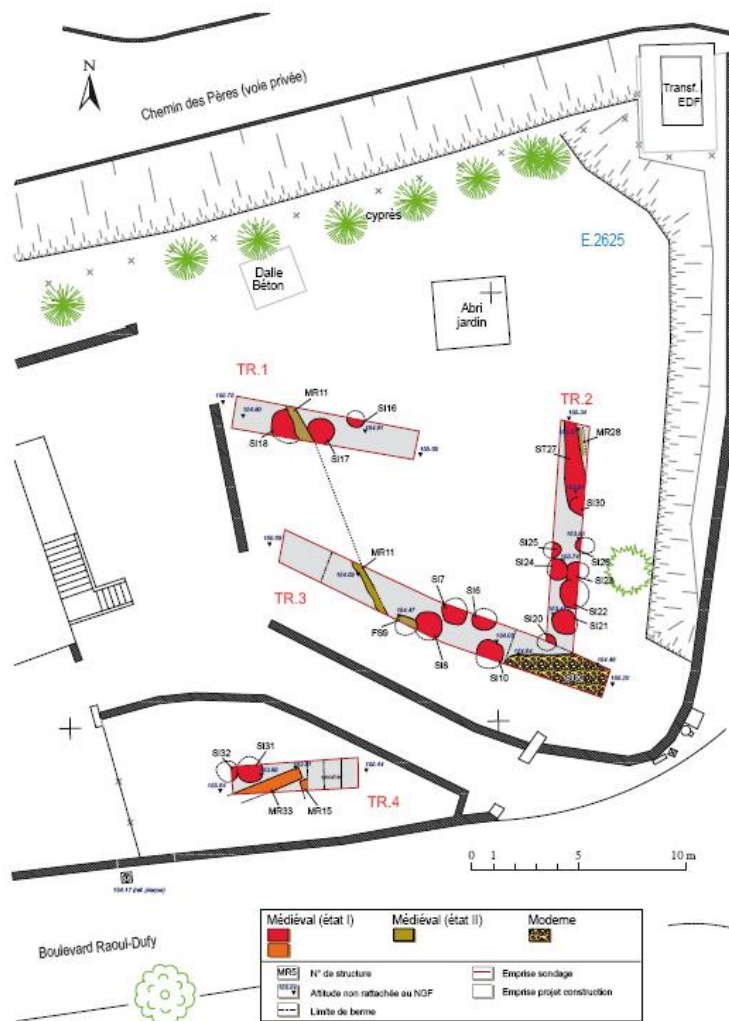 N
Chemin des Pères (voie privée)
Transf.
EDF
cyprès
E.2625
Dalle
Béton
Abri
jardin
TR.1
MR11
SI16
SI18
SI17
TR.2
MR28
ST27
SI30
SI25
SI24
SI26
SI23
SI22
SI21
SI20
TR.3
MR11
SI7
SI6
FS9
SI8
SI10
SI32
SI31
MR33
MR15
TR.4
0 1 5 10 m
Boulevard Raoul-Dufy
Médiéval (état I)
Médiéval (état II)
Moderne
MR5
N° de structure
Emprise sondage
Altitude non rattachée au NGF
Emprise projet construction
Limite de berme